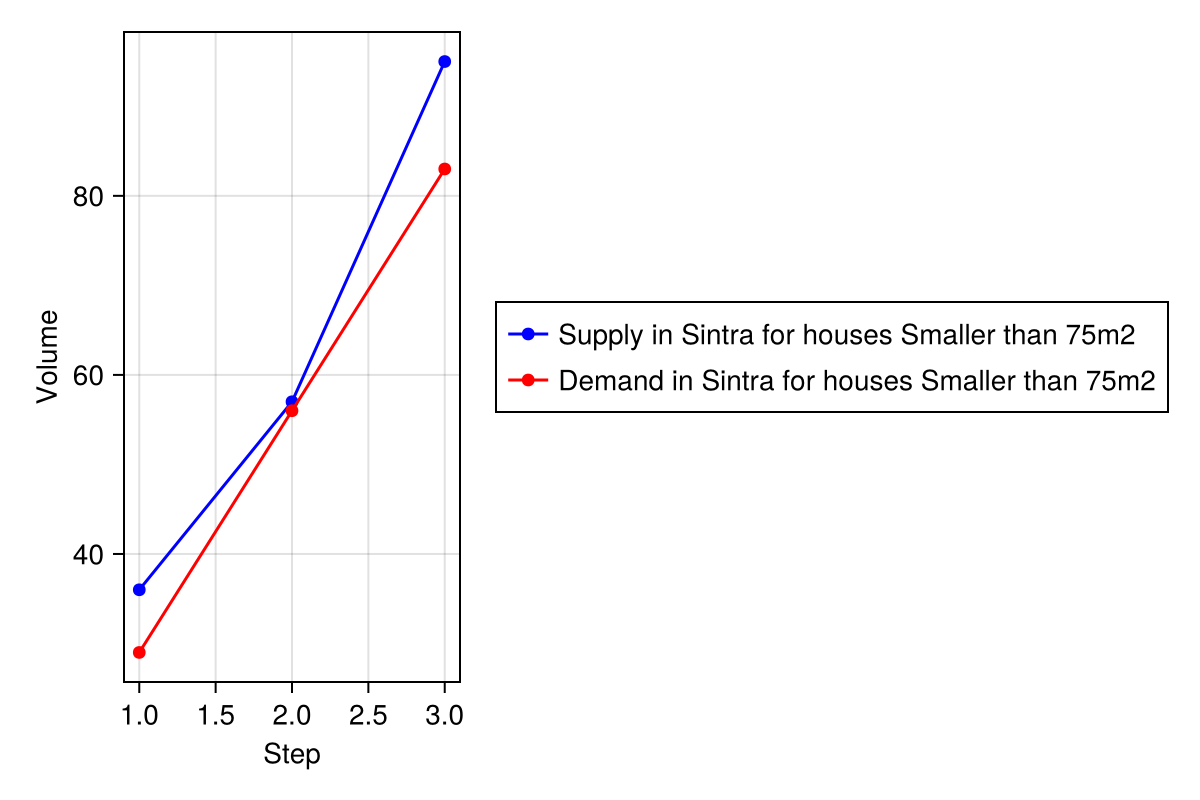 80
60
40
Volume
1.0 1.5 2.0 2.5 3.0
Step
Supply in Sintra for houses Smaller than 75m2
Demand in Sintra for houses Smaller than 75m2